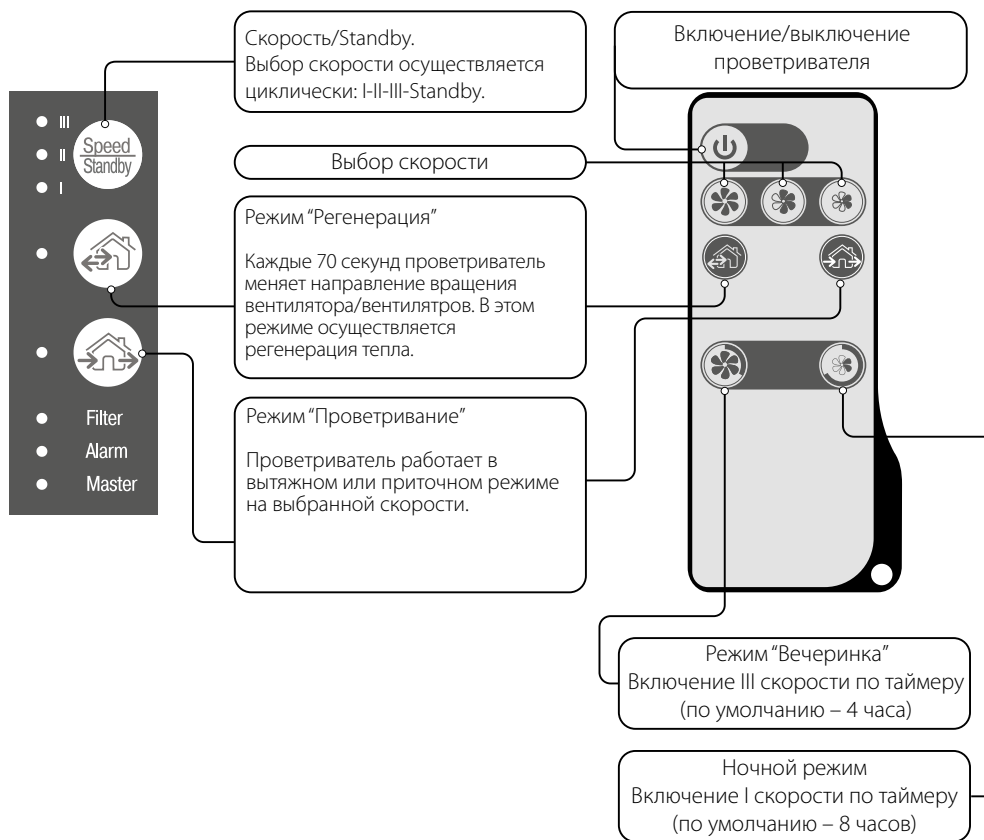 Скорость/Standby.
Выбор скорости осуществляется
циклически: I-II-III-Standby.
Включение/выключение
проветривателя
III
II
I
Speed
Standby
Выбор скорости
Режим "Регенерация"
Каждые 70 секунд проветриватель
меняет направление вращения
вентилятора/вентилятров. В этом
режиме осуществляется
регенерация тепла.
Режим "Проветривание"
Проветриватель работает в
вытяжном или приточном режиме
на выбранной скорости.
Filter
Alarm
Master
Режим "Вечеринка"
Включение III скорости по таймеру
(по умолчанию – 4 часа)
Ночной режим
Включение I скорости по таймеру
(по умолчанию – 8 часов)